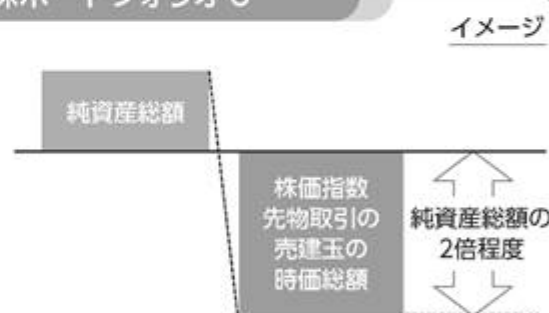 イメージ
純資産総額
株価指数
先物取引の
売建玉の
時価総額
純資産総額の
2倍程度